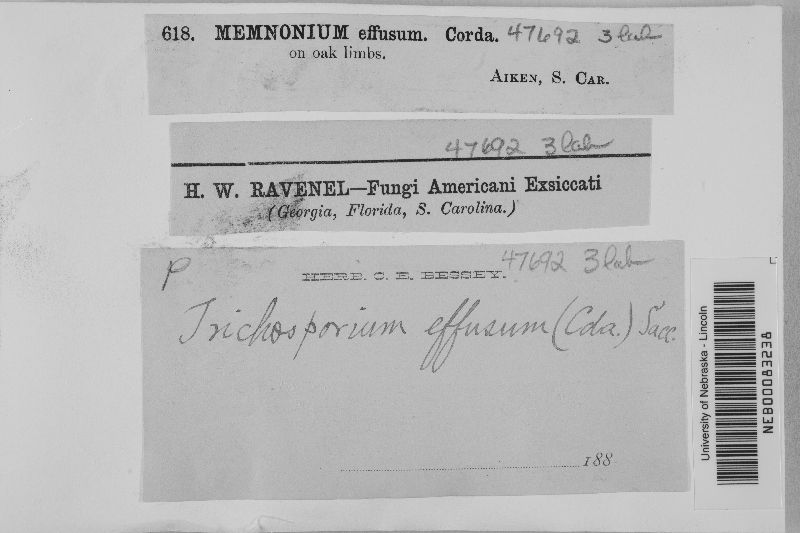 618. MEMNONIUM effusum. Corda. 47692 3 lab
on oak limbs.
AIKEN, S. CAR.
47692 3 lab
H. W. RAVENEL—Fungi Americani Exsiccati
(Georgia, Florida, S. Carolina.)
P
HERB. C. E. BESSEY. 47692 3 lab
Trichosporium effusum (Cda.) Sacc.
188
University of Nebraska - Lincoln
NEB00083238